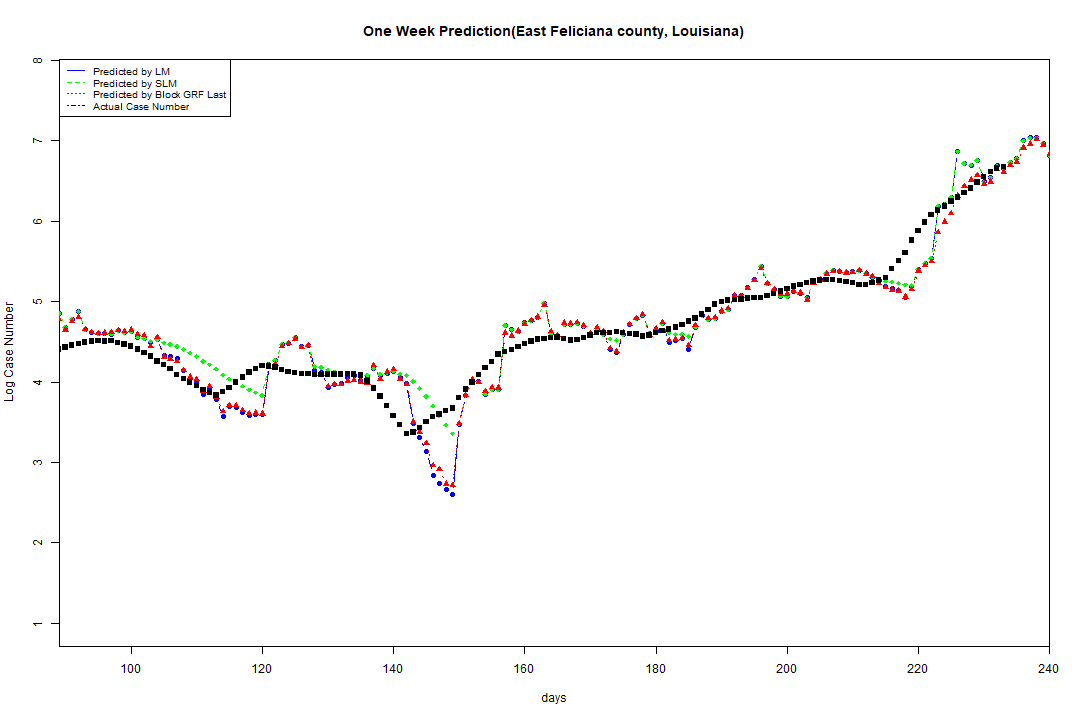 One Week Prediction(East Feliciana county, Louisiana)
Predicted by LM
Predicted by SLM
Predicted by Block GRF Last
Actual Case Number
Log Case Number
8
7
6
5
4
3
2
1
100 120 140 160 180 200 220 240
days